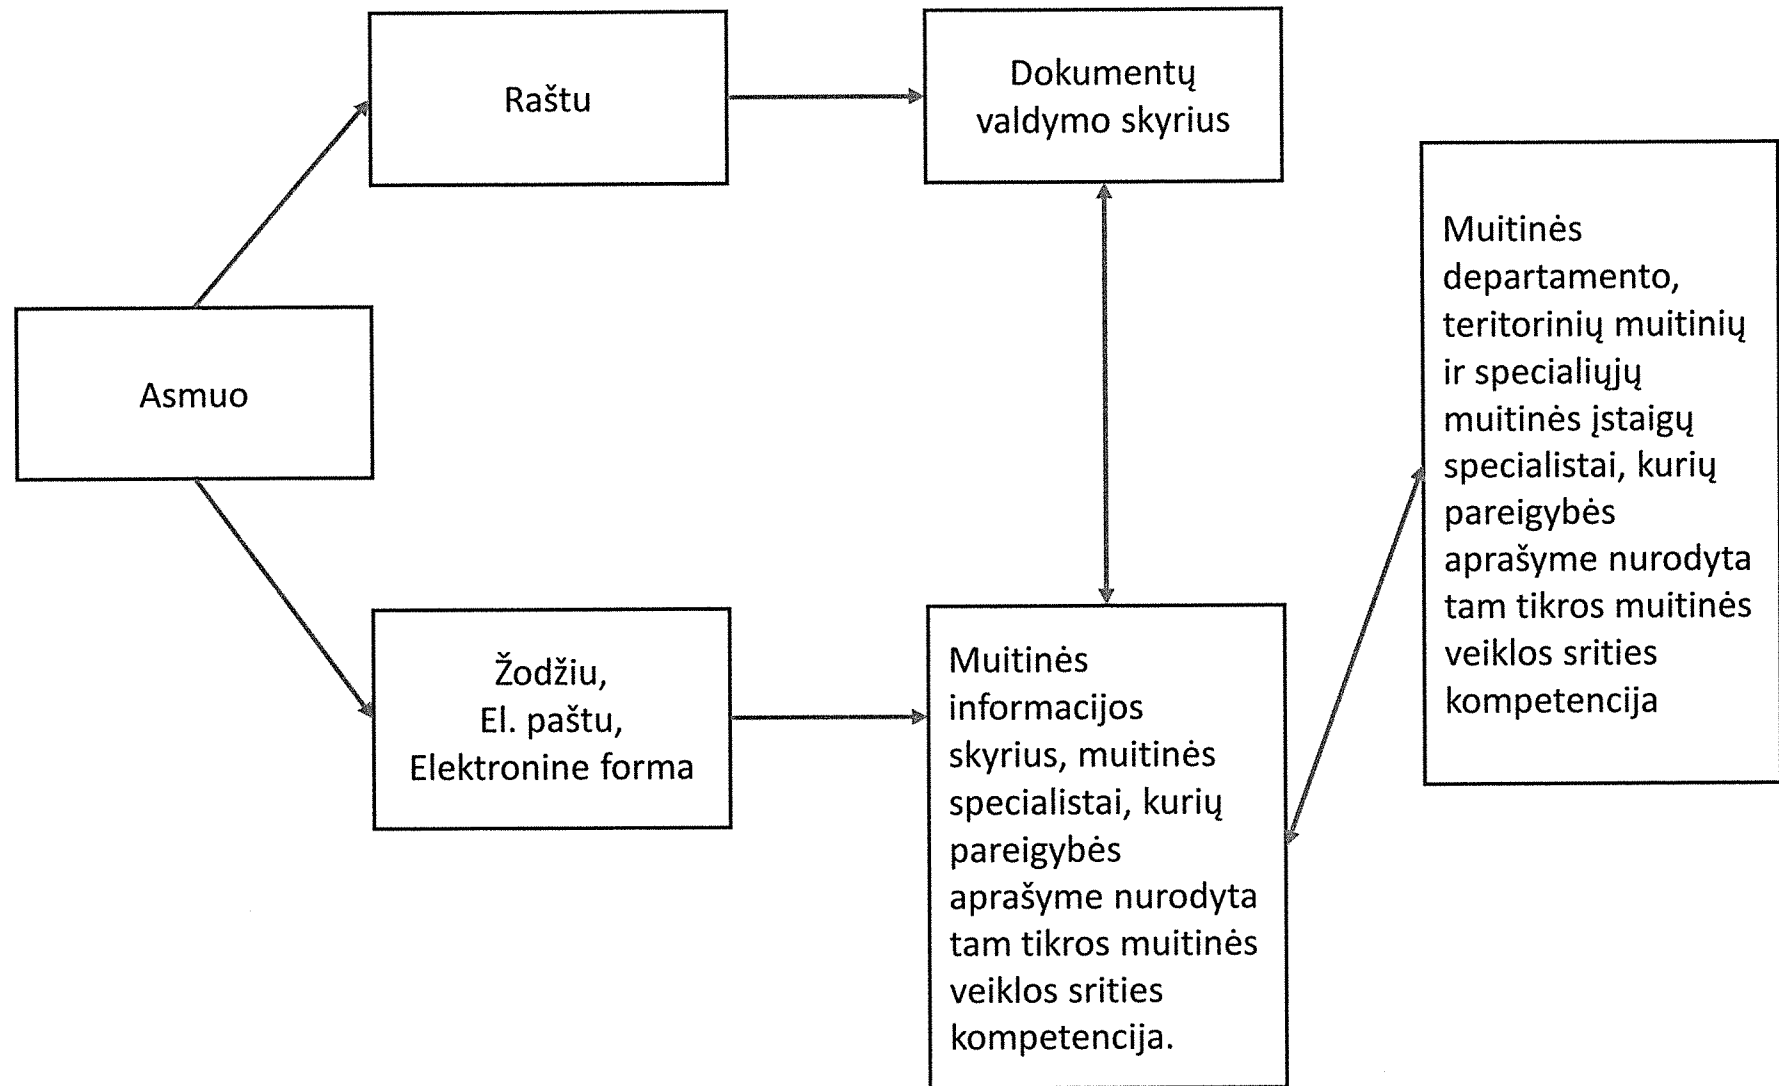 Raštu
Dokumentų
valdymo skyrius
Asmuo
Žodžiu,
El. paštu,
Elektronine forma
Muitinės
informacijos
skyrius, muitinės
specialistai, kurių
pareigybės
aprašyme nurodyta
tam tikros muitinės
veiklos srities
kompetencija.
Muitinės
departamento,
teritorinių muitinių
ir specialiųjų
muitinės įstaigų
specialistai, kurių
pareigybės
aprašyme nurodyta
tam tikros muitinės
veiklos srities
kompetencija